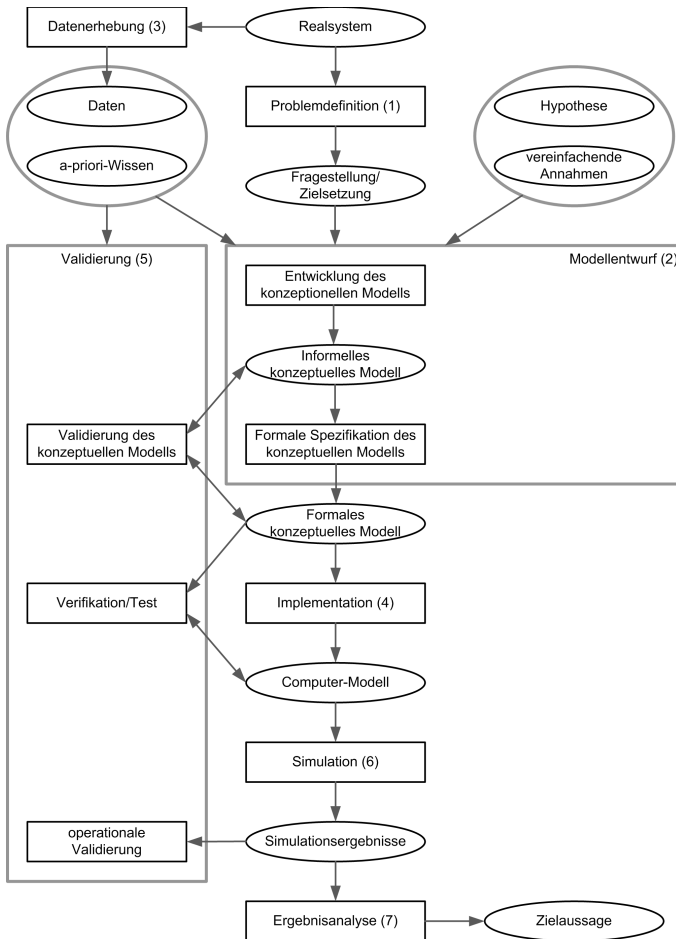 Datenerhebung (3)
Realsystem
Daten
Problemdefinition (1)
Hypothese
a-priori-Wissen
Fragestellung/
Zielsetzung
vereinfachende
Annahmen
Validierung (5)
Modellentwurf (2)
Entwicklung des
konzeptionellen Modells
Informelles
konzeptuelles Modell
Validierung des
konzeptuellen Modells
Formale Spezifikation des
konzeptuellen Modells
Formales
konzeptuelles Modell
Verifikation/Test
Implementation (4)
Computer-Modell
Simulation (6)
operationale
Validierung
Simulationsergebnisse
Ergebnisanalyse (7)
Zielaussage